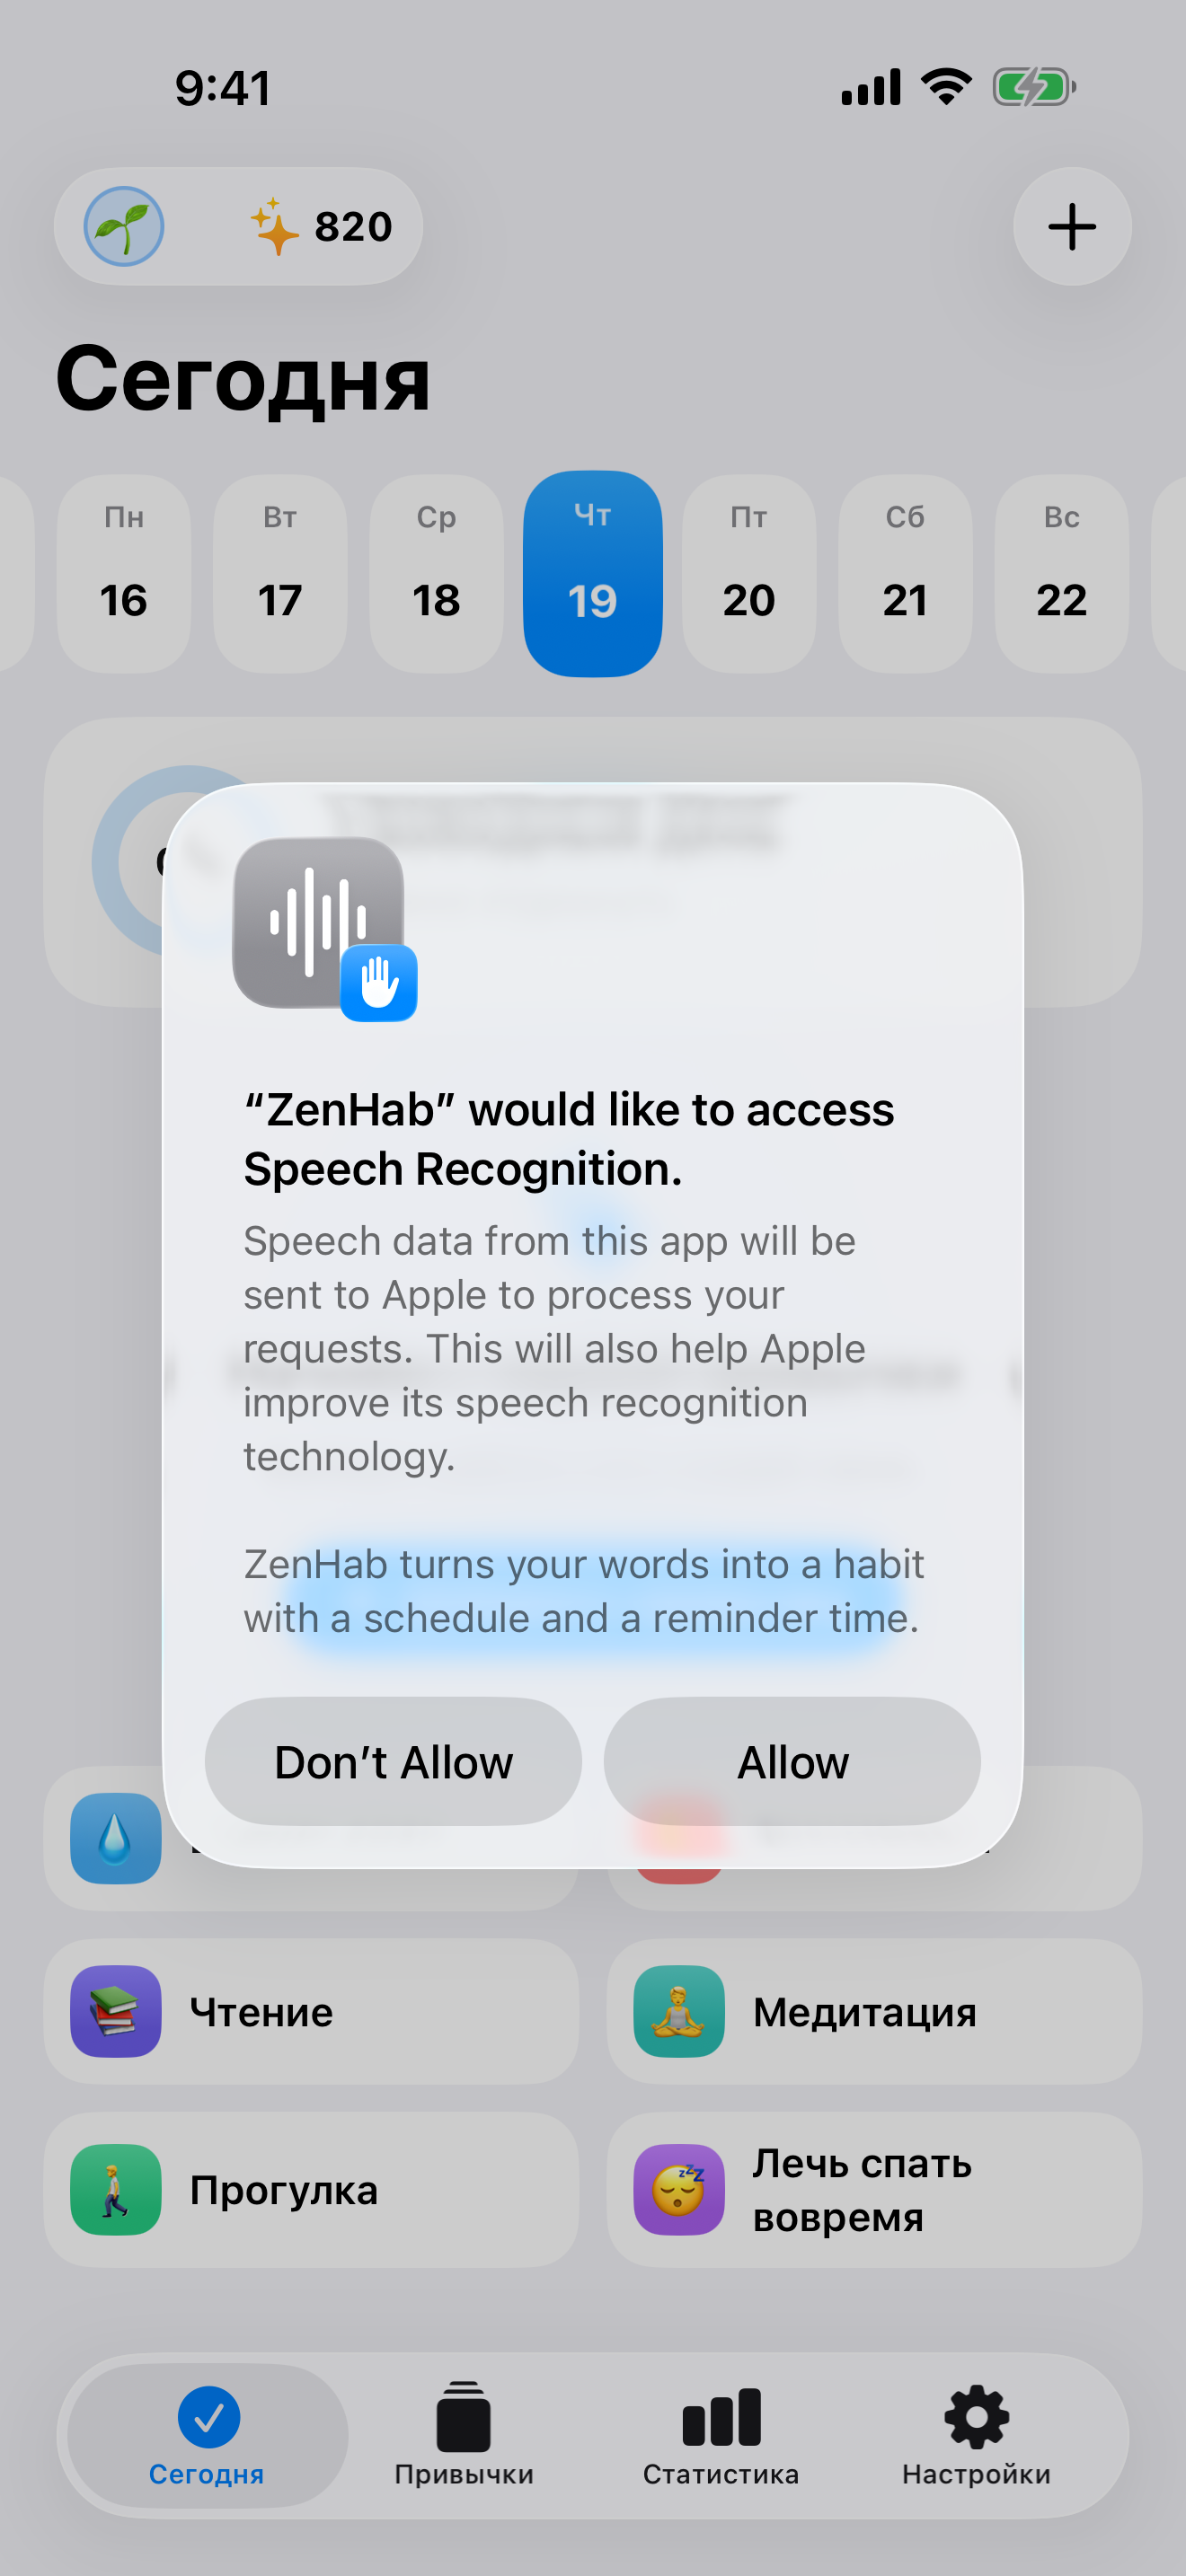 9:41
820
Сегодня
Пн
Вт
Ср
Чт
Пт
Сб
Вс
16
17
18
19
20
21
22
“ZenHab” would like to access
Speech Recognition.
Speech data from this app will be
sent to Apple to process your
requests. This will also help Apple
improve its speech recognition
technology.
ZenHab turns your words into a habit
with a schedule and a reminder time.
Don’t Allow
Allow
Чтение
Медитация
Прогулка
Лечь спать
вовремя
Сегодня
Привычки
Статистика
Настройки